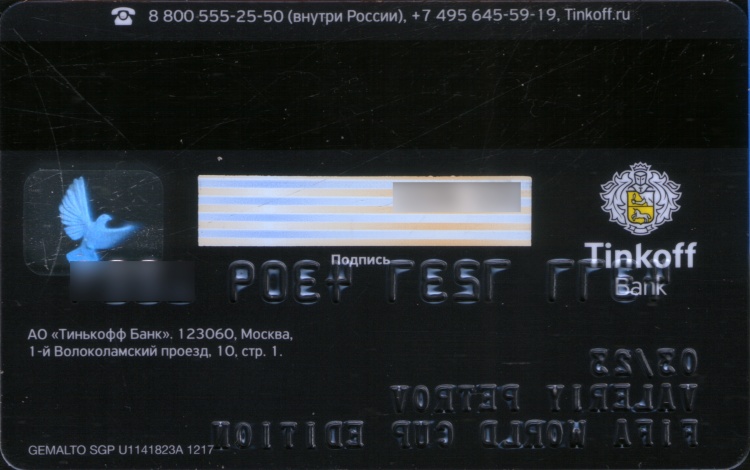 8 800 555-25-50 (внутри России), +7 495 645-59-19, Tinkoff.ru
Подпись
Tinkoff
Bank
АО «Тинькофф Банк». 123060, Москва,
1-й Волоколамский проезд, 10, стр. 1.
VALERIY PETROV
FIFA WORLD CUP EDITION
GEMALTO SGP U1141823A 1217